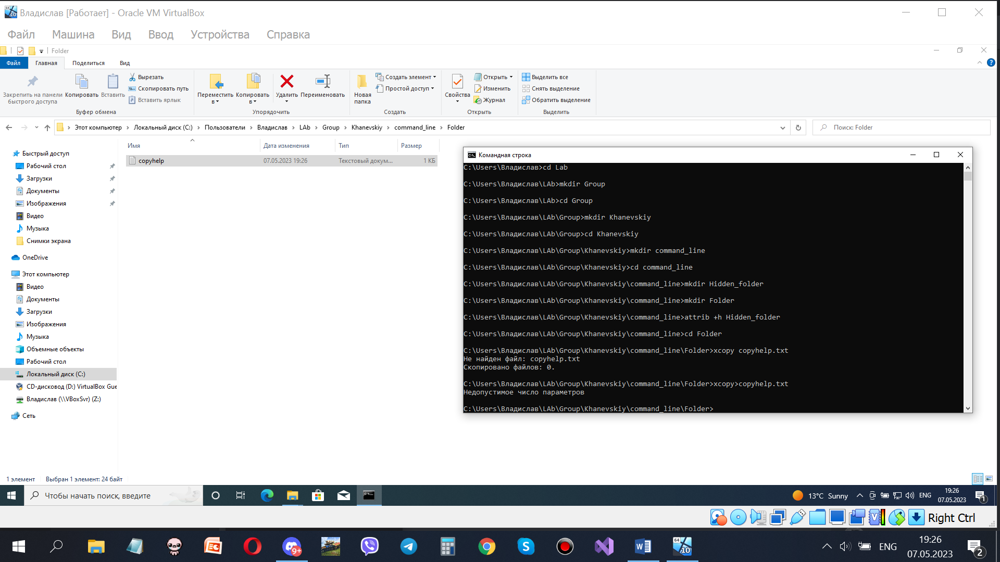 Владислав [Работает] - Oracle VM VirtualBox
Файл Машина Вид Ввод Устройства Справка
Folder
Файл Главная Поделиться Вид
Закрепить на панели быстрого доступа
Копировать
Вставить
Вырезать
Скопировать путь
Вставить ярлык
Буфер обмена
Переместить в
Копировать в
Удалить
Переименовать
Упорядочить
Новая папка
Создать элемент
Простой доступ
Создать
Свойства
Открыть
Изменить
Журнал
Открыть
Выделить все
Снять выделение
Обратить выделение
Выделить
Этот компьютер > Локальный диск (C:) > Пользователи > Владислав > LAb > Group > Khanevskiy > command_line > Folder
Поиск: Folder
Имя Дата изменения Тип Размер
copyhelp 07.05.2023 19:26 Текстовый докум... 1 КБ
Быстрый доступ
Рабочий стол
Загрузки
Документы
Изображения
Видео
Музыка
Снимки экрана
OneDrive
Этот компьютер
Видео
Документы
Загрузки
Изображения
Музыка
Объемные объекты
Рабочий стол
Локальный диск (C:)
CD-дисковод (D:) VirtualBox Gue
Владислав (\\VBoxSvr) (Z:)
Сеть
Командная строка
C:\Users\Владислав>cd Lab
C:\Users\Владислав\LAb>mkdir Group
C:\Users\Владислав\LAb>cd Group
C:\Users\Владислав\LAb\Group>mkdir Khanevskiy
C:\Users\Владислав\LAb\Group>cd Khanevskiy
C:\Users\Владислав\LAb\Group\Khanevskiy>mkdir command_line
C:\Users\Владислав\LAb\Group\Khanevskiy>cd command_line
C:\Users\Владислав\LAb\Group\Khanevskiy\command_line>mkdir Hidden_folder
C:\Users\Владислав\LAb\Group\Khanevskiy\command_line>mkdir Folder
C:\Users\Владислав\LAb\Group\Khanevskiy\command_line>attrib +h Hidden_folder
C:\Users\Владислав\LAb\Group\Khanevskiy\command_line>cd Folder
C:\Users\Владислав\LAb\Group\Khanevskiy\command_line\Folder>xcopy copyhelp.txt
Не найден файл: copyhelp.txt
Скопировано файлов: 0.
C:\Users\Владислав\LAb\Group\Khanevskiy\command_line\Folder>xcopy>copyhelp.txt
Недопустимое число параметров
C:\Users\Владислав\LAb\Group\Khanevskiy\command_line\Folder>
1 элемент Выбран 1 элемент: 24 байт
Чтобы начать поиск, введите
13°C Sunny
ENG
19:26
07.05.2023
1
Right Ctrl
9+
64
10
ENG
19:26
07.05.2023
2